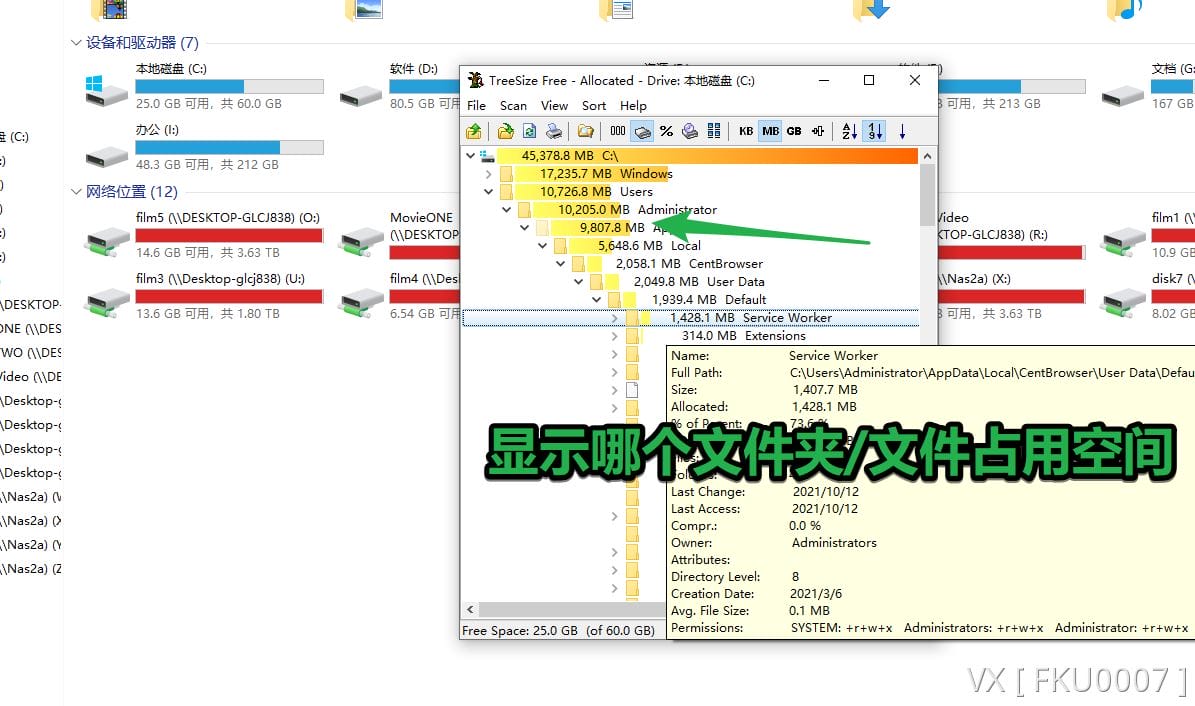 设备和驱动器 (7)
本地磁盘 (C:)
25.0 GB 可用，共 60.0 GB
软件 (D:)
80.5 GB 可用
共 213 GB
文档 (G:
167 GB
办公 (I:)
48.3 GB 可用，共 212 GB
网络位置 (12)
film5 (\\DESKTOP-GLCJ838) (O:)
14.6 GB 可用，共 3.63 TB
MovieONE
(\\DESKTOP
KTOP-GLCJ838) (R:)
film1 (\\
10.9 GB
film3 (\\Desktop-glcj838) (U:)
13.6 GB 可用，共 1.80 TB
film4 (\\Des
6.54 GB 可用
\\Nas2a) (X:)
可用，共 3.63 TB
disk7 (
8.02 GB
(C:)
\DESKTOP-
ONE (\\DES
WO (\\DES
ideo (\\DE
\Desktop-g
\Desktop-g
\Desktop-g
\Desktop-g
\\Nas2a) (V
\\Nas2a) (X
\\Nas2a) (Y
\\Nas2a) (Z
TreeSize Free - Allocated - Drive: 本地磁盘 (C:)
File Scan View Sort Help
000 % KB MB GB
45,378.8 MB C:\
17,235.7 MB Windows
10,726.8 MB Users
10,205.0 MB Administrator
9,807.8 MB
5,648.6 MB Local
2,058.1 MB CentBrowser
2,049.8 MB User Data
1,939.4 MB Default
1,428.1 MB Service Worker
314.0 MB Extensions
Name: Service Worker
Full Path: C:\Users\Administrator\AppData\Local\CentBrowser\User Data\Defau
Size: 1,407.7 MB
Allocated: 1,428.1 MB
% of Parent: 73.6 %
显示哪个文件夹/文件占用空间
Last Change: 2021/10/12
Last Access: 2021/10/12
Compr.: 0.0 %
Owner: Administrators
Attributes:
Directory Level: 8
Creation Date: 2021/3/6
Avg. File Size: 0.1 MB
Permissions: SYSTEM: +r+w+x Administrators: +r+w+x Administrator: +r+w+x
Free Space: 25.0 GB (of 60.0 GB)
VX [ FKU0007 ]